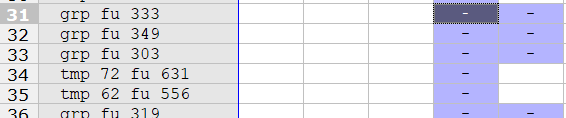 31 grp fu 333 - -
32 grp fu 349 - -
33 grp fu 303 - -
34 tmp 72 fu 631 -
35 tmp 62 fu 556 -
36 grp fu 319 - -